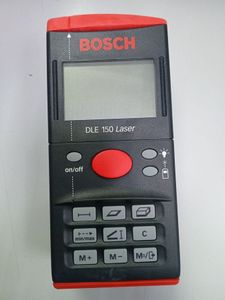 BOSCH
DLE 150 Laser
on/off
min/max
C
M+
M-